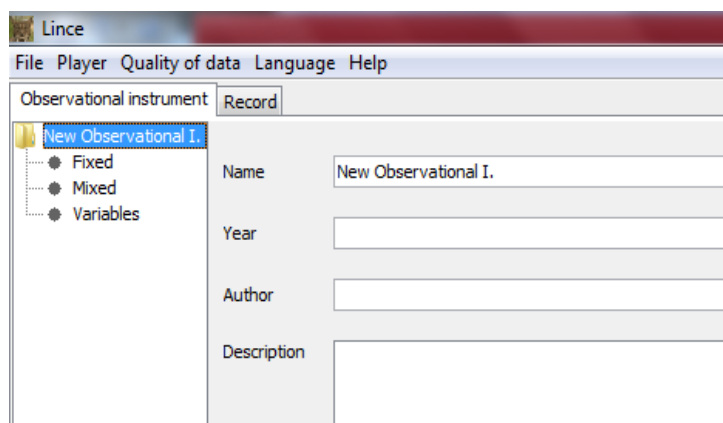 Lince
File Player Quality of data Language Help
Observational instrument Record
New Observational I.
Fixed
Mixed
Variables
Name New Observational I.
Year
Author
Description